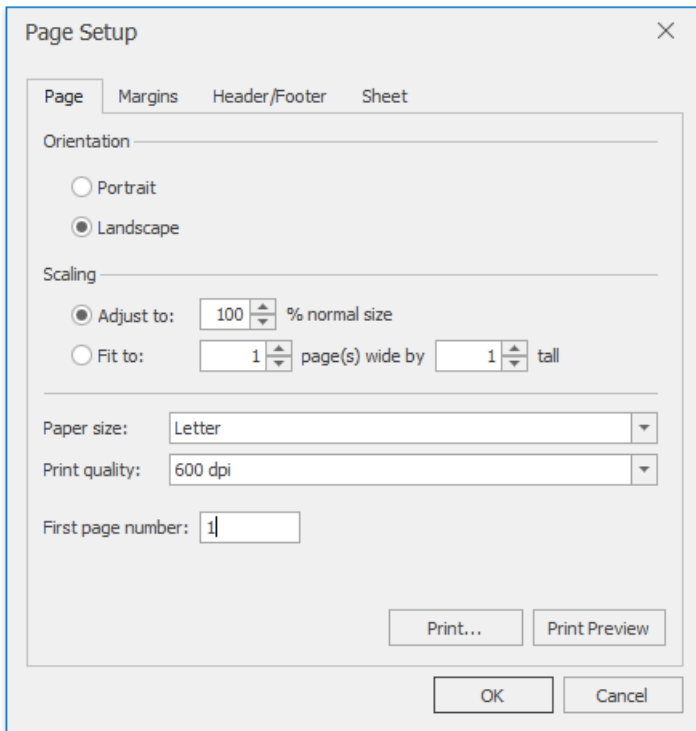 Page Setup
Page Margins Header/Footer Sheet
Orientation
Portrait
Landscape
Scaling
Adjust to: 100 % normal size
Fit to: 1 page(s) wide by 1 tall
Paper size: Letter
Print quality: 600 dpi
First page number: 1
Print... Print Preview
OK Cancel